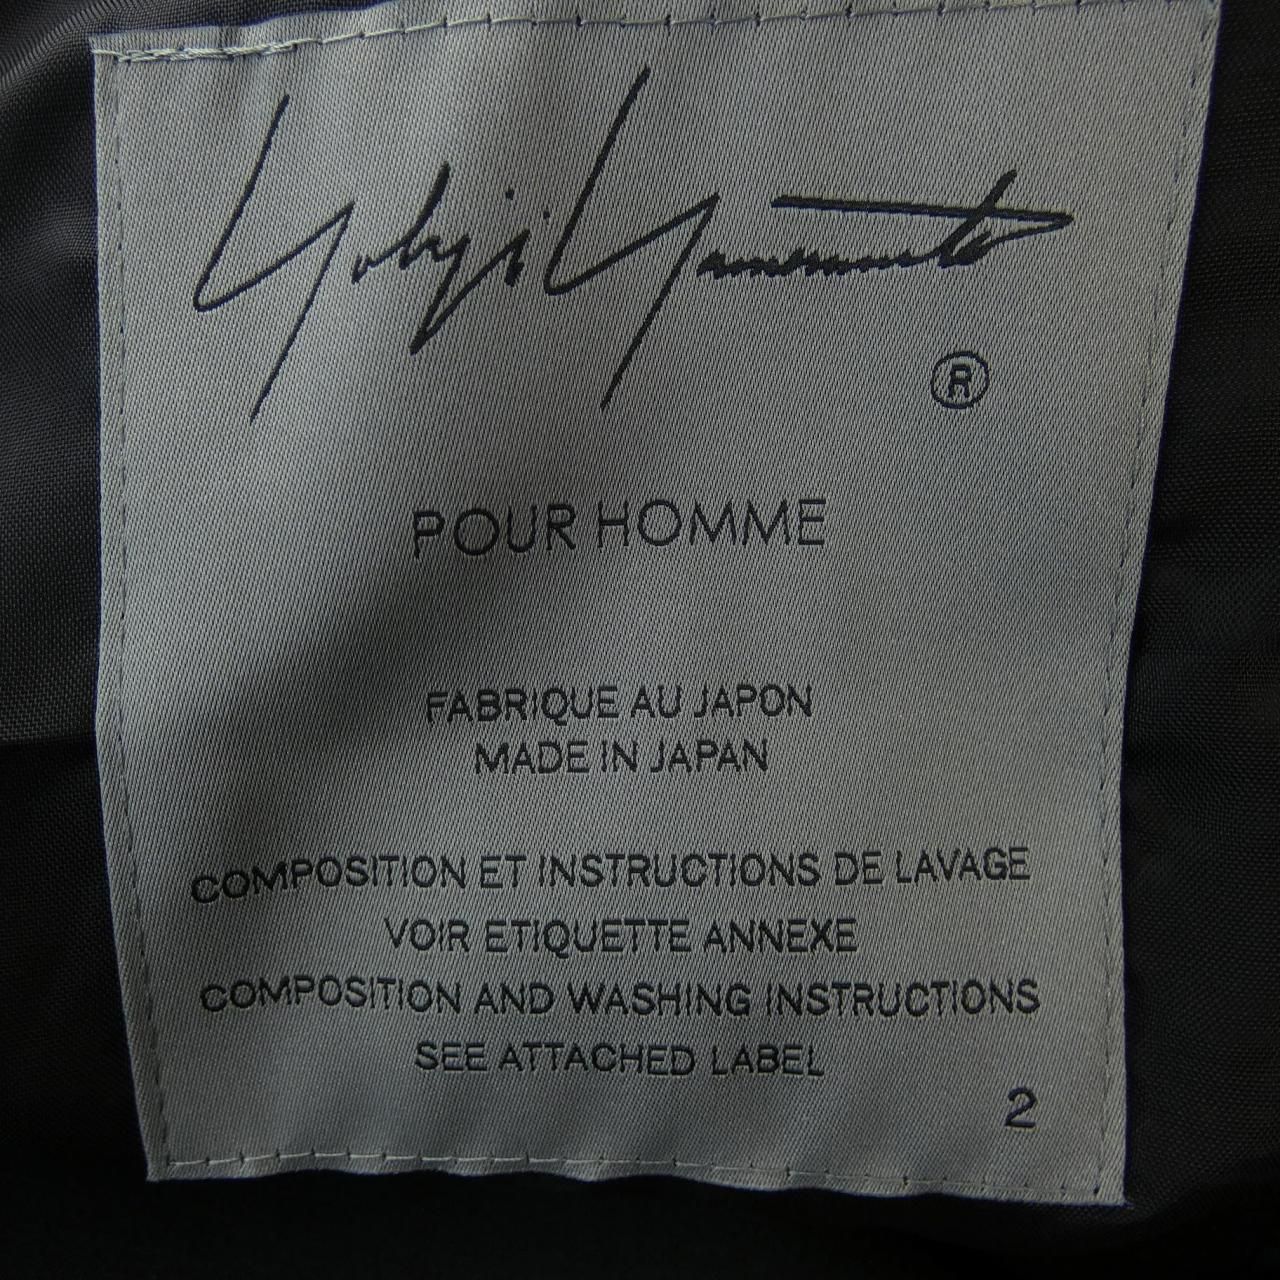 Yohji Yamamoto
®
POUR HOMME
FABRIQUE AU JAPON
MADE IN JAPAN
COMPOSITION ET INSTRUCTIONS DE LAVAGE
VOIR ETIQUETTE ANNEXE
COMPOSITION AND WASHING INSTRUCTIONS
SEE ATTACHED LABEL
2